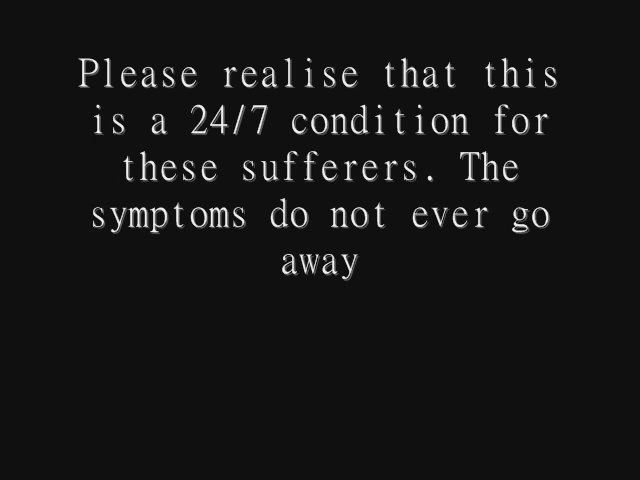 Please realise that this
is a 24/7 condition for
these sufferers. The
symptoms do not ever go
away